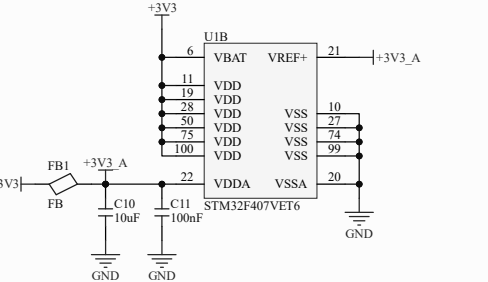 +3V3
U1B
6 VBAT VREF+ 21 +3V3_A
11 VDD
19 VDD
28 VDD VSS 10
50 VDD VSS 27
75 VDD VSS 74
100 VDD VSS 99
FB1 +3V3_A
3V3 22 VDDA VSSA 20
FB C10 C11 STM32F407VET6
10uF 100nF
GND
GND GND